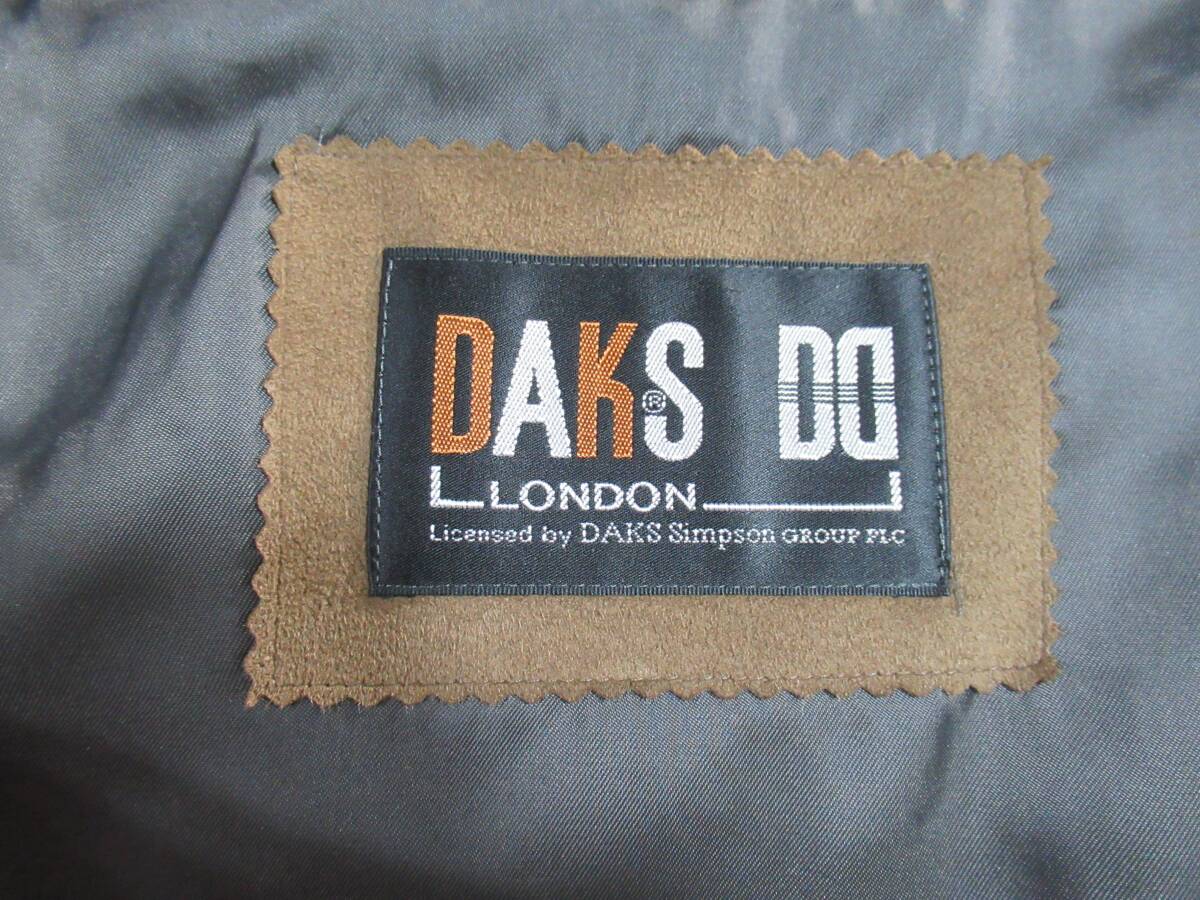 DAKS® DD
LONDON
Licensed by DAKS Simpson GROUP PLC